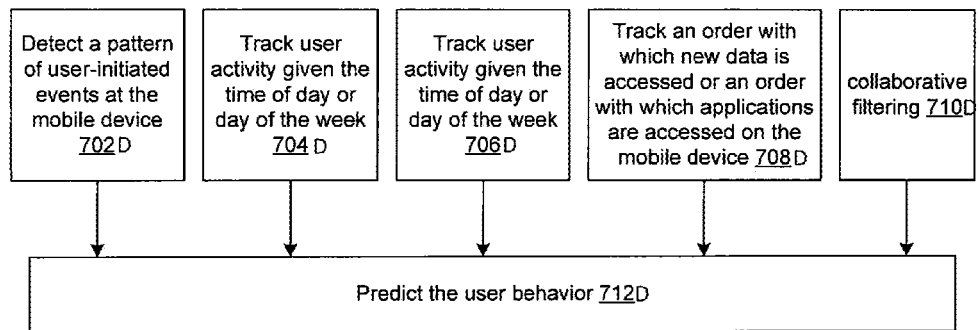 Detect a pattern
of user-initiated
events at the
mobile device
702D
Track user
activity given the
time of day or
day of the week
704 D
Track user
activity given the
time of day or
day of the week
706 D
Track an order with
which new data is
accessed or an order
with which applications
are accessed on the
mobile device 708 D
collaborative
filtering 710D
Predict the user behavior 712D